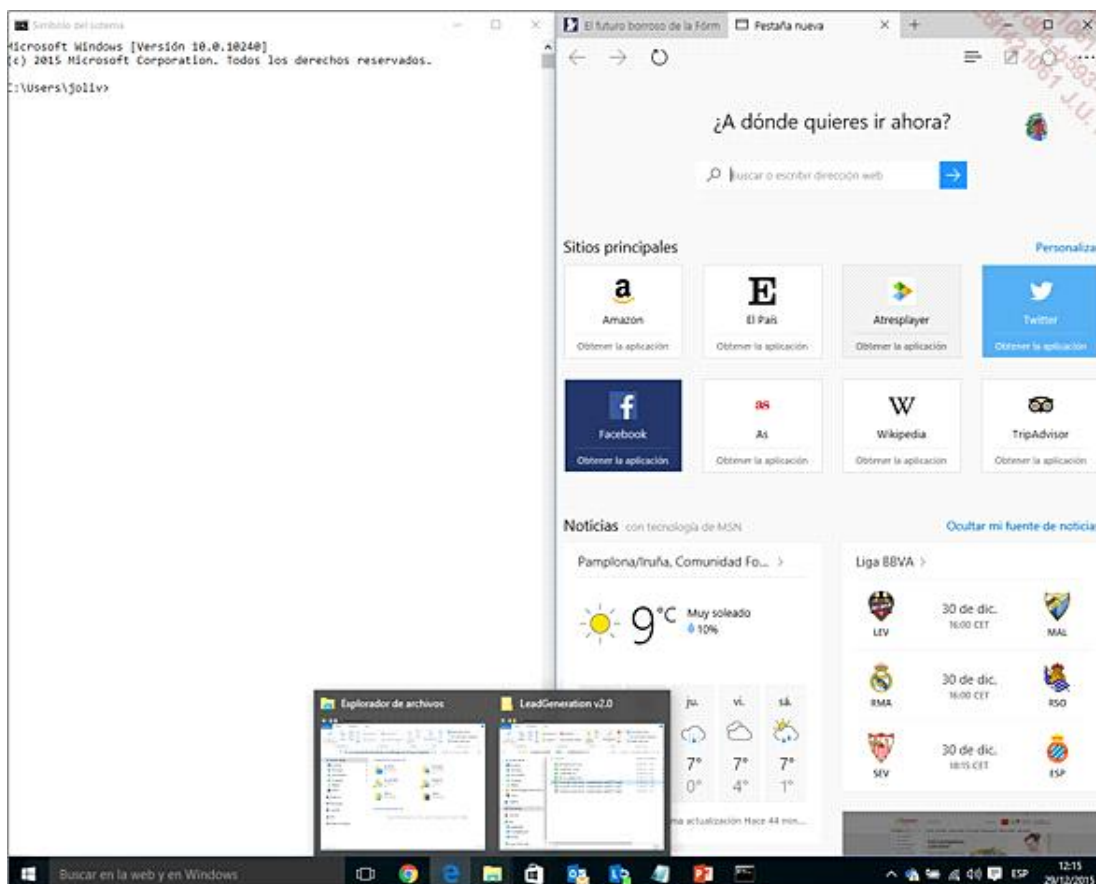 Símbolo del sistema
Microsoft Windows [Versión 10.0.10240]
(c) 2015 Microsoft Corporation. Todos los derechos reservados.
C:\Users\joliv>
El futuro borroso de la Fórm
Pestaña nueva
¿A dónde quieres ir ahora?
Buscar o escribir dirección web
Sitios principales
Personaliza
Amazon
El País
Atresplayer
Twitter
Obtener la aplicación
Obtener la aplicación
Obtener la aplicación
Obtener la aplicación
Facebook
as
As
W
Wikipedia
TripAdvisor
Obtener la aplicación
Obtener la aplicación
Obtener la aplicación
Obtener la aplicación
Noticias con tecnología de MSN
Ocultar mi fuente de noticia
Pamplona/Iruña, Comunidad Fo... >
Liga BBVA >
9°C Muy soleado
10%
LEV 30 de dic. 16:00 CET MAL
RMA 30 de dic. 16:00 CET RSO
SEV 30 de dic. 18:15 CET ESP
ju. vi. sá.
7° 7° 7°
0° 4° 1°
ma actualización Hace 44 min...
Explorador de archivos
LeadGeneration v2.0
Buscar en la web y en Windows
ESP
12:15
29/12/2015